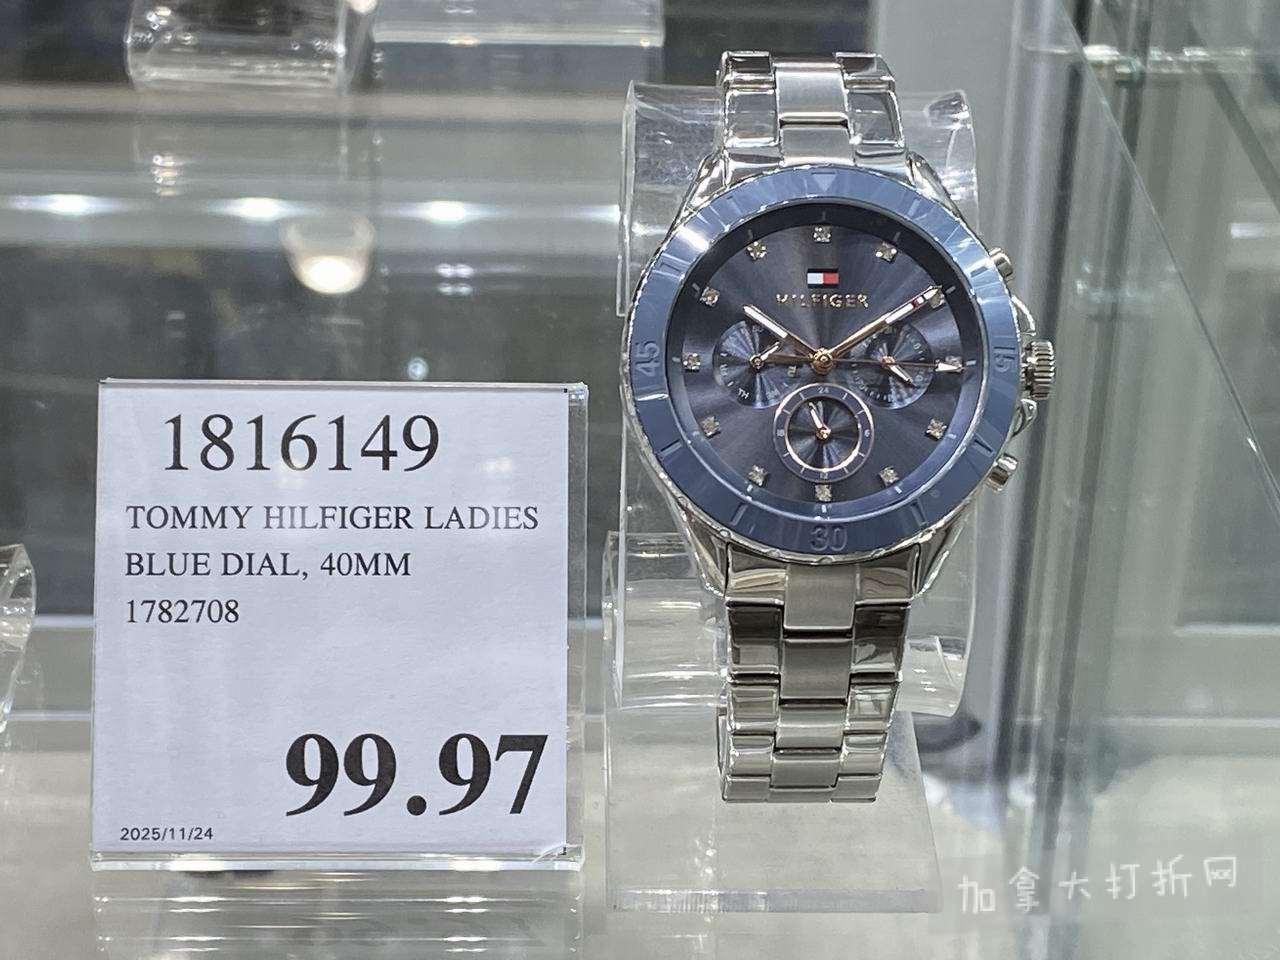 1816149
TOMMY HILFIGER LADIES
BLUE DIAL, 40MM
1782708
99.97
2025/11/24
HILFIGER
45
15
30
24
加拿大打折网